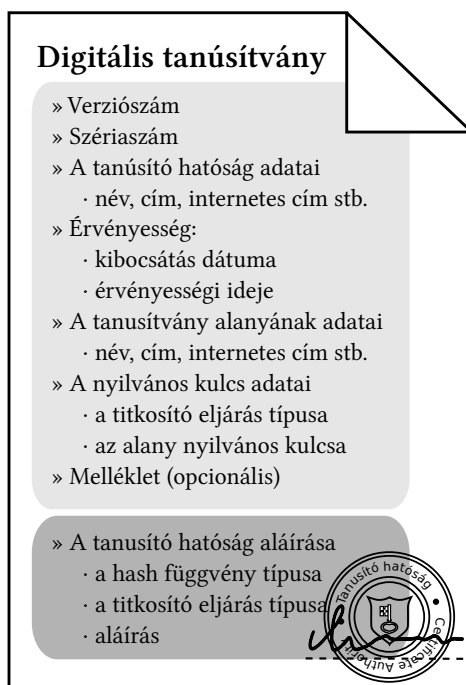 Digitális tanúsítvány
» Verziószám
» Szériaszám
» A tanúsító hatóság adatai
· név, cím, internetes cím stb.
» Érvényesség:
· kibocsátás dátuma
· érvényességi ideje
» A tanusítvány alanyának adatai
· név, cím, internetes cím stb.
» A nyilvános kulcs adatai
· a titkosító eljárás típusa
· az alany nyilvános kulcsa
» Melléklet (opcionális)
» A tanusító hatóság aláírása
· a hash függvény típusa
· a titkosító eljárás típusa
· aláírás
Tanusító hatóság • Certificate Authority